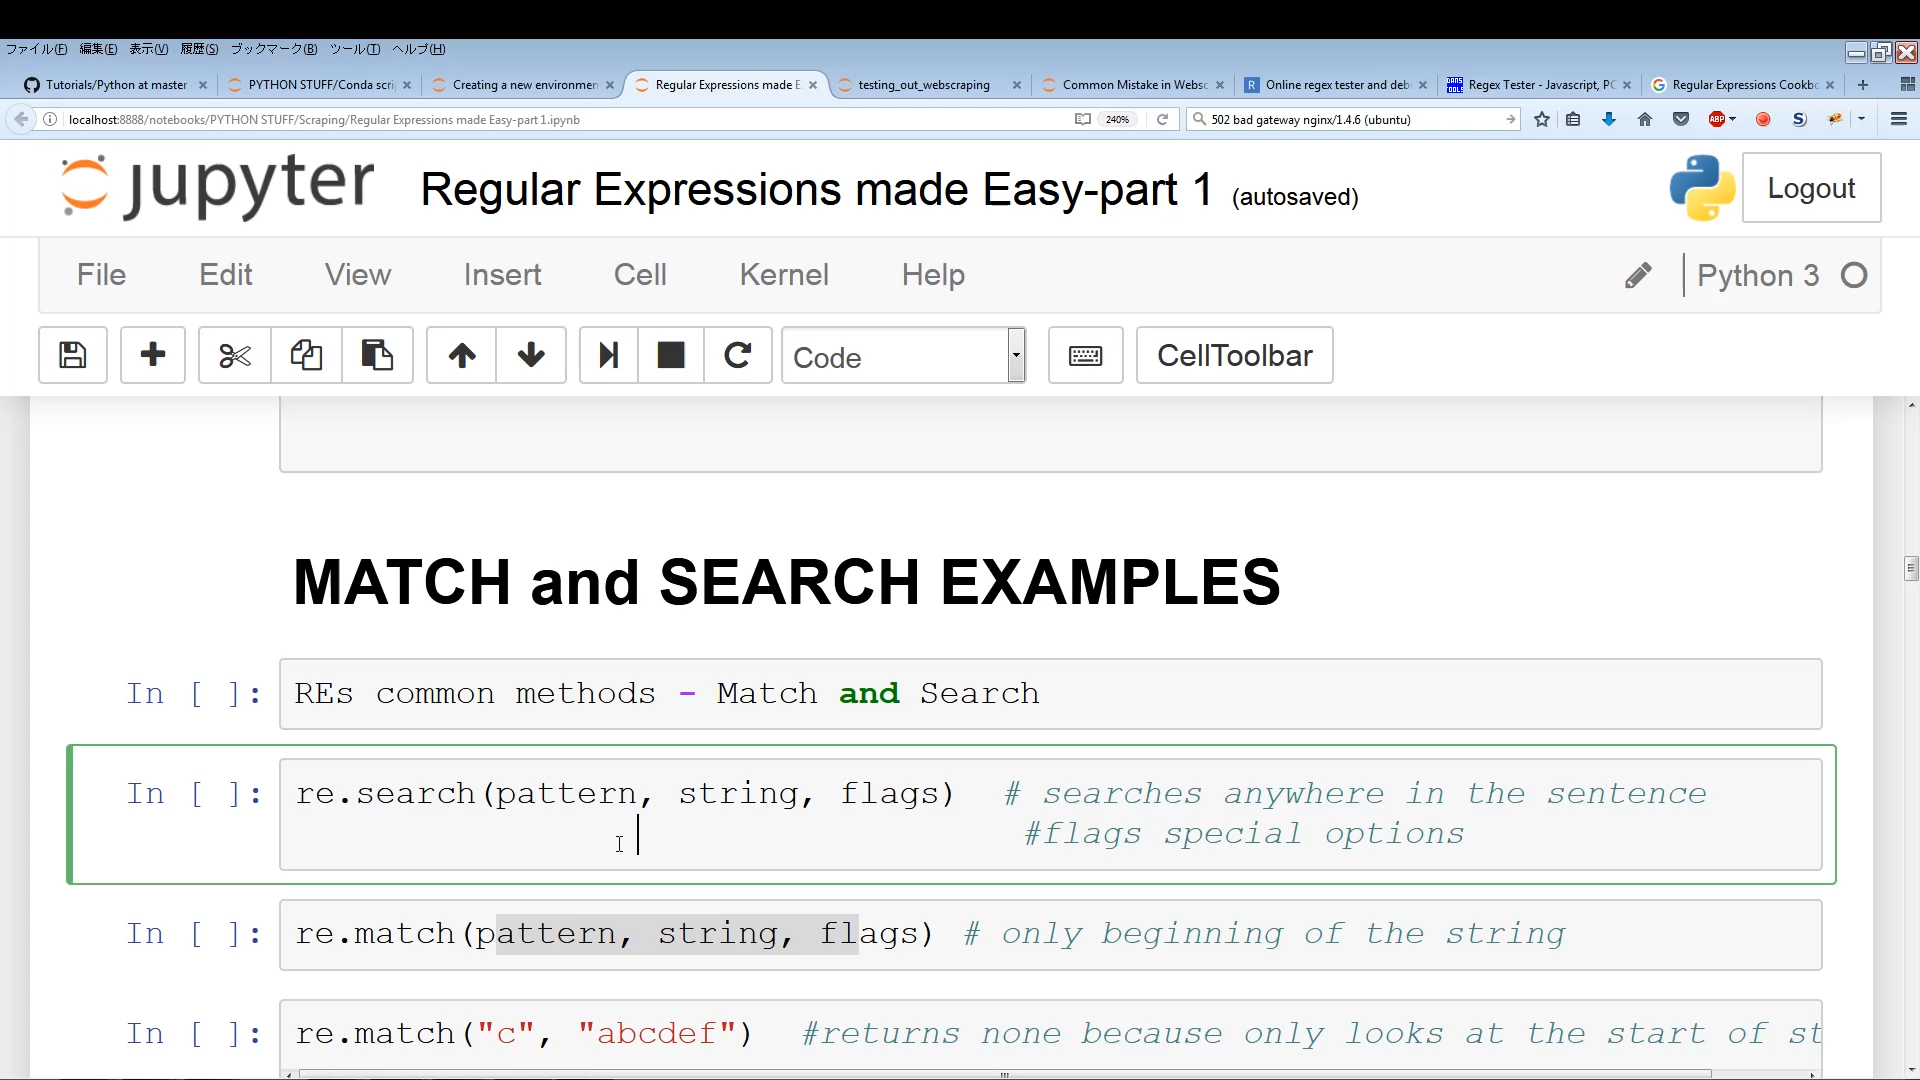 ファイル(F) 編集(E) 表示(V) 履歴(S) ブックマーク(B) ツール(T) ヘルプ(H)
Tutorials/Python at master
PYTHON STUFF/Conda scri
Creating a new environmen
Regular Expressions made E
testing_out_webscraping
Common Mistake in Websc
Online regex tester and deb
Regex Tester - Javascript, PC
Regular Expressions Cookbo
localhost:8888/notebooks/PYTHON STUFF/Scraping/Regular Expressions made Easy-part 1.ipynb
240%
502 bad gateway nginx/1.4.6 (ubuntu)
ABP
jupyter Regular Expressions made Easy-part 1 (autosaved)
Logout
File Edit View Insert Cell Kernel Help
Python 3
Code
CellToolbar
MATCH and SEARCH EXAMPLES
In [ ]: REs common methods - Match and Search
In [ ]: re.search(pattern, string, flags) # searches anywhere in the sentence
#flags special options
In [ ]: re.match(pattern, string, flags) # only beginning of the string
In [ ]: re.match("c", "abcdef") #returns none because only looks at the start of st